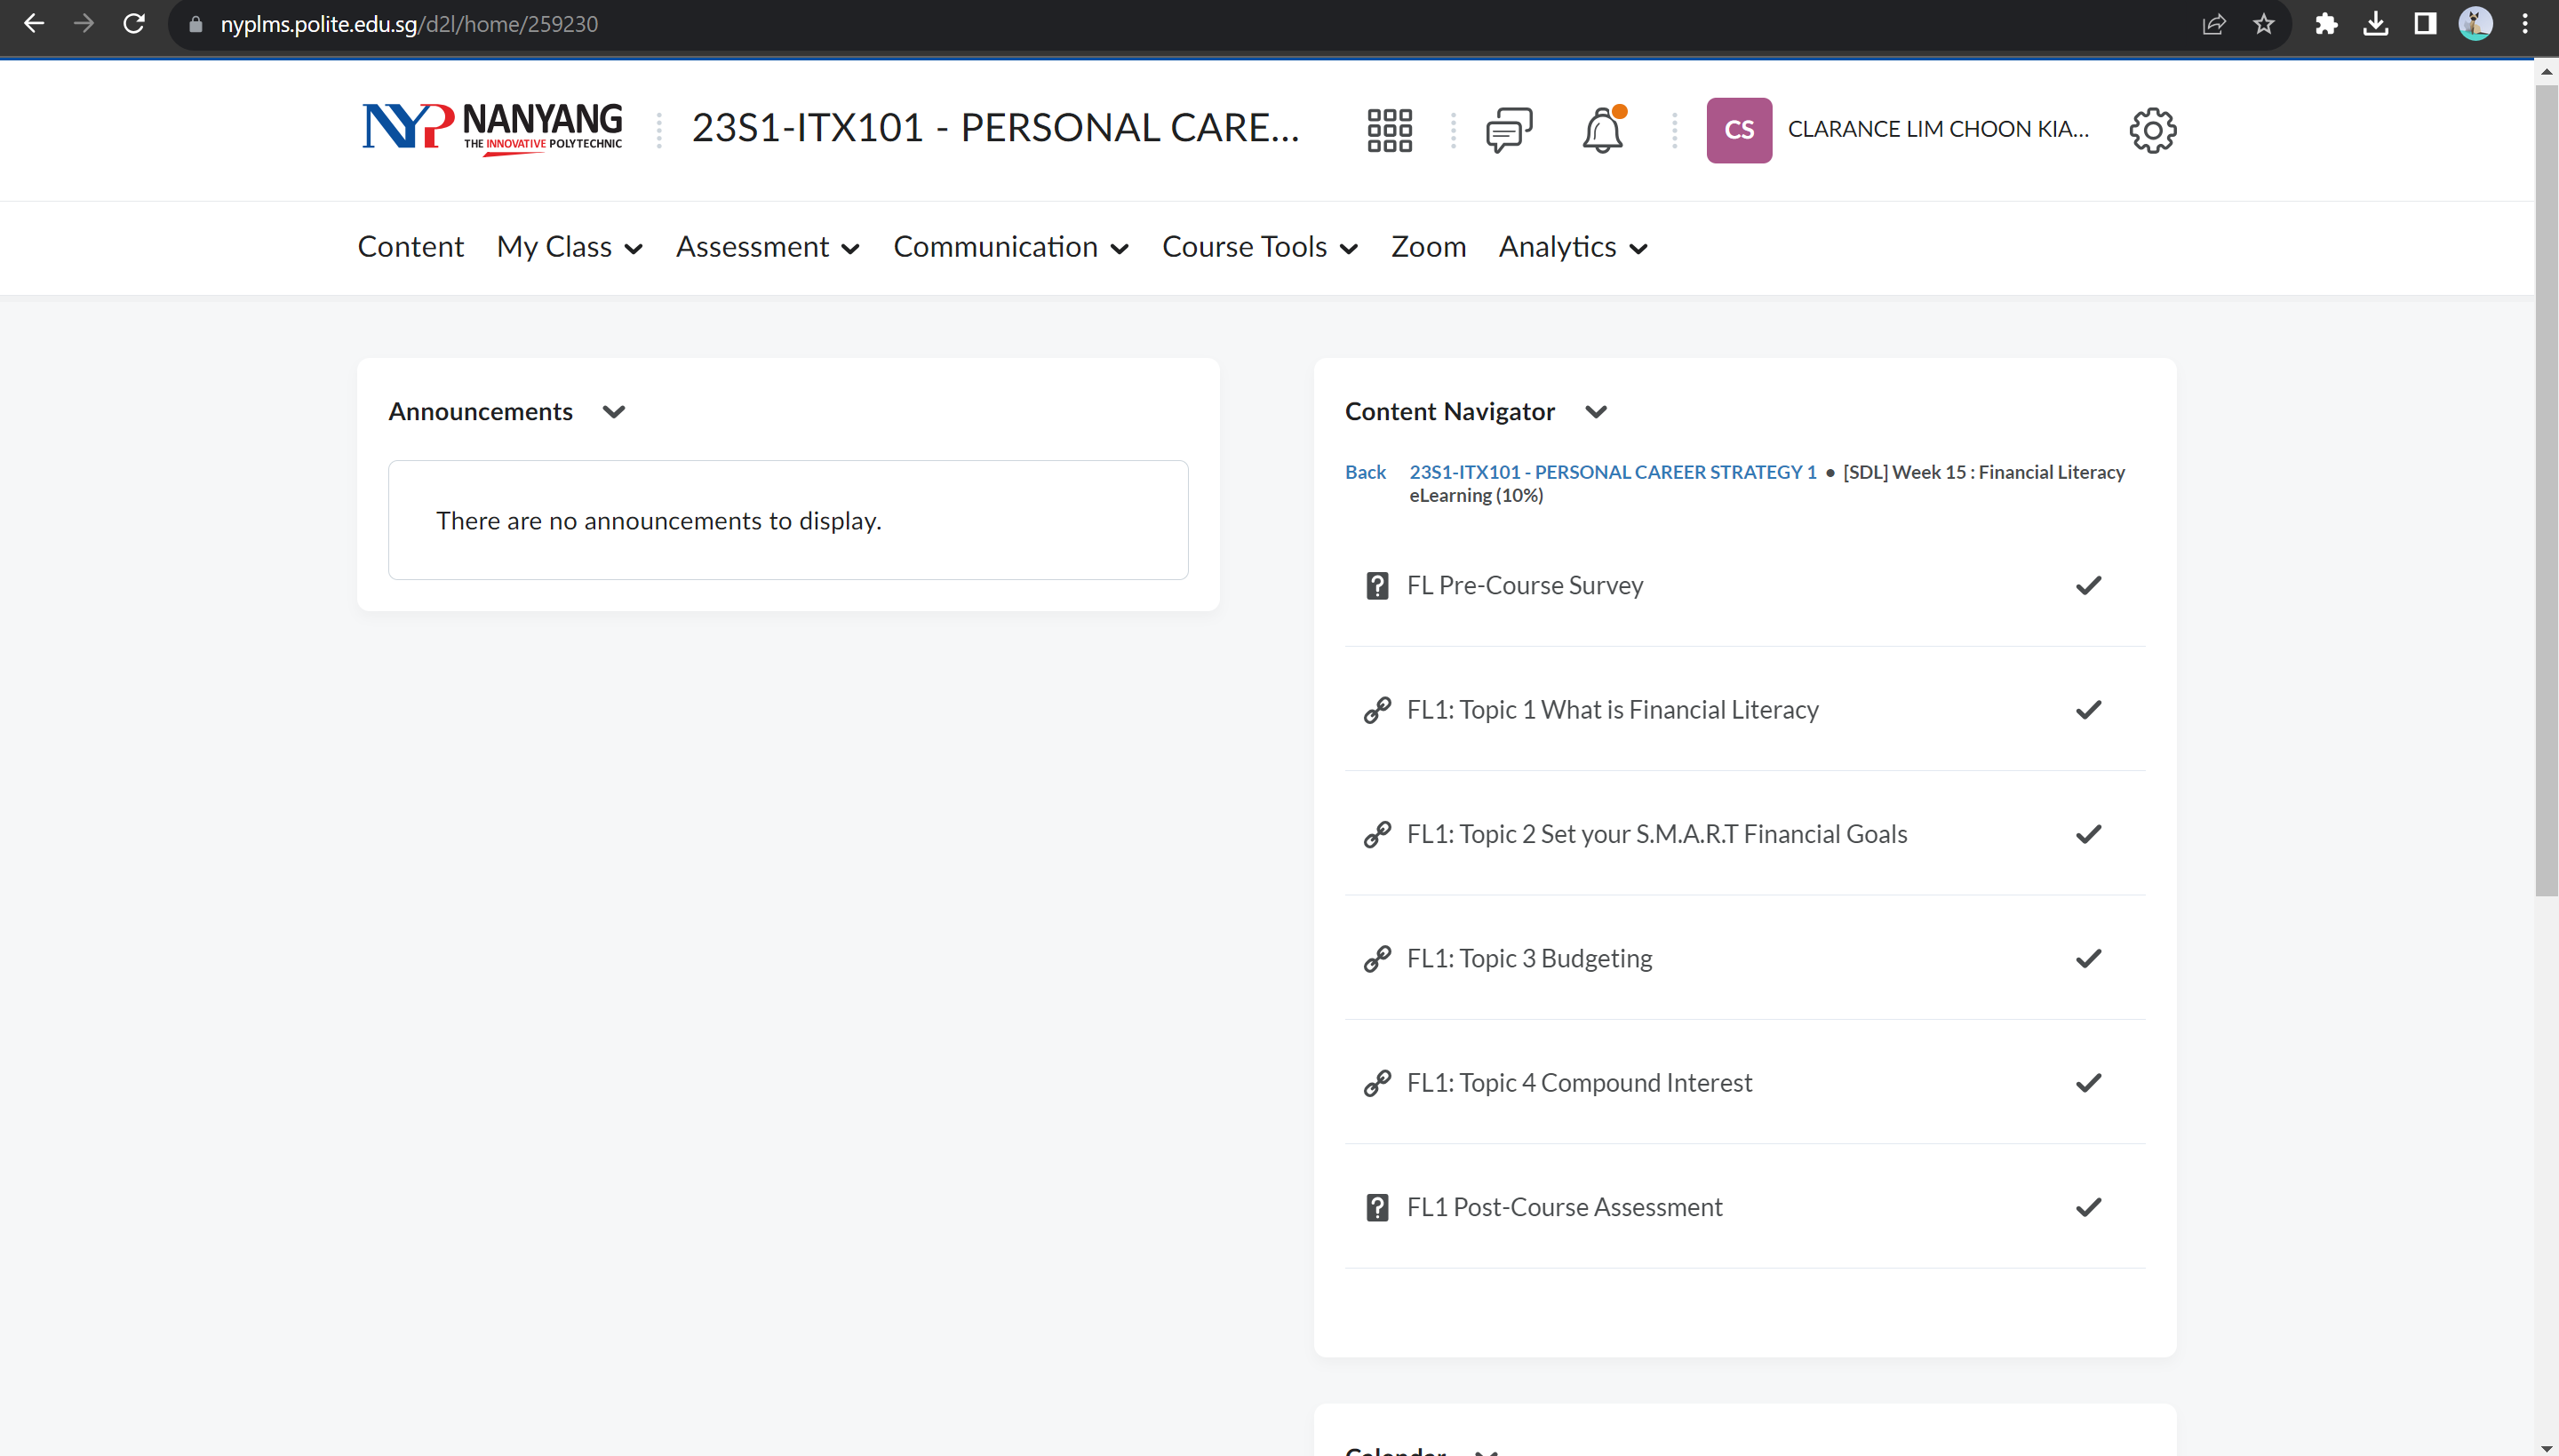 nyplms.polite.edu.sg/d2l/home/259230
NYP NANYANG
THE INNOVATIVE POLYTECHNIC
23S1-ITX101 - PERSONAL CARE...
CS
CLARANCE LIM CHOON KIA...
Content
My Class
Assessment
Communication
Course Tools
Zoom
Analytics
Announcements
There are no announcements to display.
Content Navigator
Back
23S1-ITX101 - PERSONAL CAREER STRATEGY 1 • [SDL] Week 15 : Financial Literacy
eLearning (10%)
FL Pre-Course Survey
FL1: Topic 1 What is Financial Literacy
FL1: Topic 2 Set your S.M.A.R.T Financial Goals
FL1: Topic 3 Budgeting
FL1: Topic 4 Compound Interest
FL1 Post-Course Assessment
Calendar